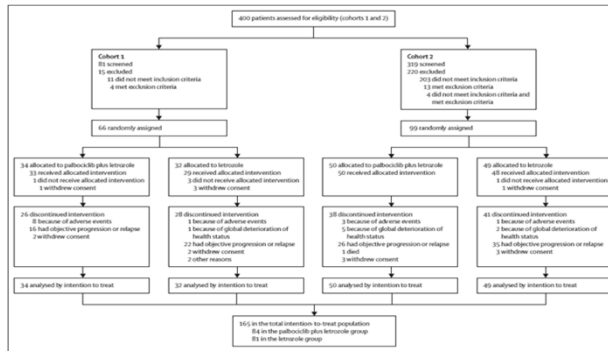 400 patients assessed for eligibility (cohorts 1 and 2)
Cohort 1
81 screened
15 excluded
11 did not meet inclusion criteria
4 met exclusion criteria
Cohort 2
319 screened
220 excluded
203 did not meet inclusion criteria
13 met exclusion criteria
4 did not meet inclusion criteria and
met exclusion criteria
66 randomly assigned
99 randomly assigned
34 allocated to palbociclib plus letrozole
33 received allocated intervention
1 did not receive allocated intervention
1 withdrew consent
32 allocated to letrozole
29 received allocated intervention
3 did not receive allocated intervention
3 withdrew consent
50 allocated to palbociclib plus letrozole
50 received allocated intervention
49 allocated to letrozole
48 received allocated intervention
1 did not receive allocated intervention
1 withdrew consent
26 discontinued intervention
8 because of adverse events
16 had objective progression or relapse
2 withdrew consent
28 discontinued intervention
1 because of adverse events
1 because of global deterioration of
health status
22 had objective progression or relapse
2 withdrew consent
2 other reasons
38 discontinued intervention
3 because of adverse events
5 because of global deterioration of
health status
26 had objective progression or relapse
1 died
3 withdrew consent
41 discontinued intervention
1 because of adverse events
2 because of global deterioration of
health status
35 had objective progression or relapse
3 withdrew consent
34 analysed by intention to treat
32 analysed by intention to treat
50 analysed by intention to treat
49 analysed by intention to treat
165 in the total intention-to-treat population
84 in the palbociclib plus letrozole group
81 in the letrozole group